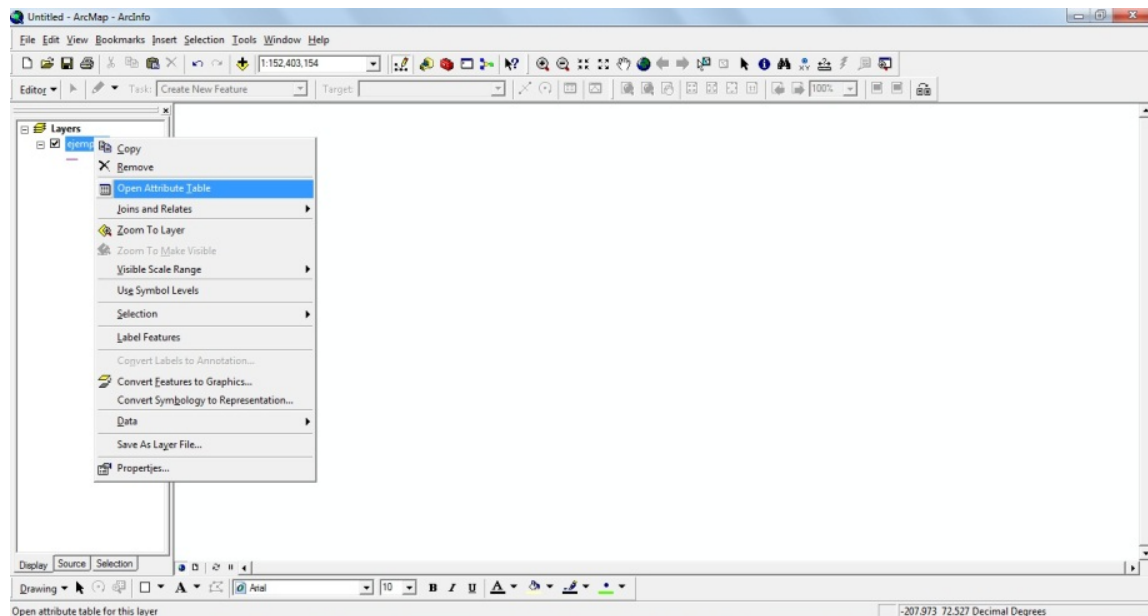 Untitled - ArcMap - ArcInfo
File Edit View Bookmarks Insert Selection Tools Window Help
1:152,403,154
Editor Task: Create New Feature Target: 100%
Layers
Copy
Remove
Open Attribute Table
Joins and Relates
Zoom To Layer
Zoom To Make Visible
Visible Scale Range
Use Symbol Levels
Selection
Label Features
Convert Labels to Annotation...
Convert Features to Graphics...
Convert Symbology to Representation...
Data
Save As Layer File...
Properties...
Display Source Selection
Drawing A Arial 10 B I U A
Open attribute table for this layer -207.973 72.527 Decimal Degrees